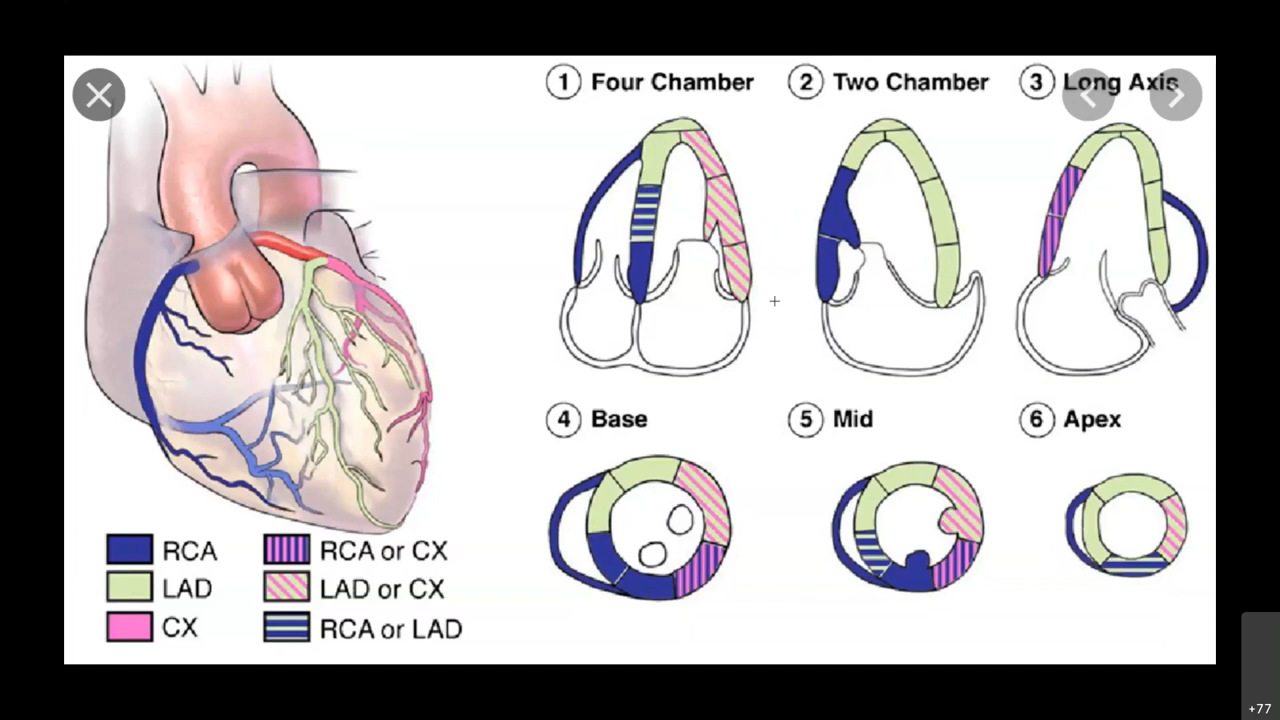 1 Four Chamber
2 Two Chamber
3 Long Axis
4 Base
5 Mid
6 Apex
RCA
RCA or CX
LAD
LAD or CX
CX
RCA or LAD
+77